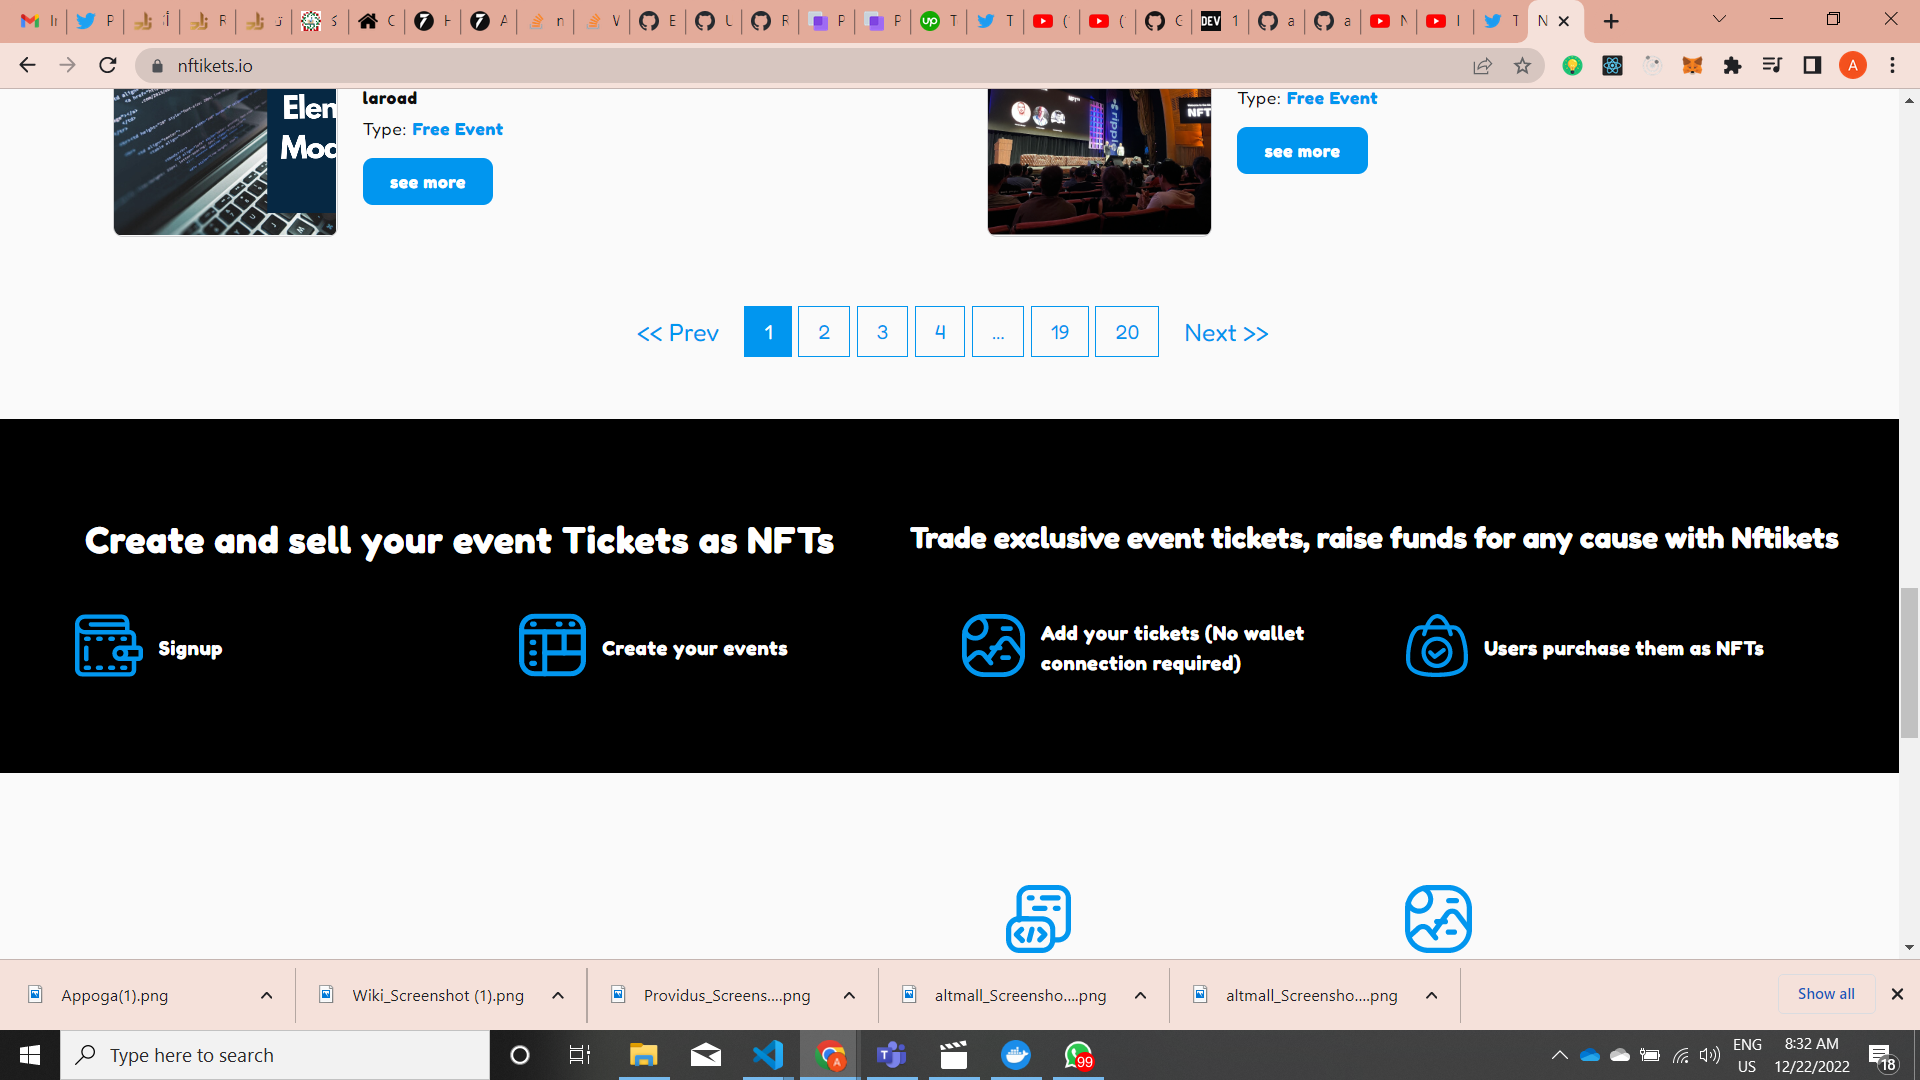 nftikets.io
A
Elem
Mod
laroad
Type: Free Event
see more
NFT
Type: Free Event
see more
<< Prev 1 2 3 4 ... 19 20 Next >>
Create and sell your event Tickets as NFTs
Trade exclusive event tickets, raise funds for any cause with Nftikets
Signup
Create your events
Add your tickets (No wallet
connection required)
Users purchase them as NFTs
Appoga(1).png
Wiki_Screenshot (1).png
Providus_Screens....png
altmall_Screensho....png
altmall_Screensho....png
Show all
Type here to search
99
ENG
US
8:32 AM
12/22/2022
18